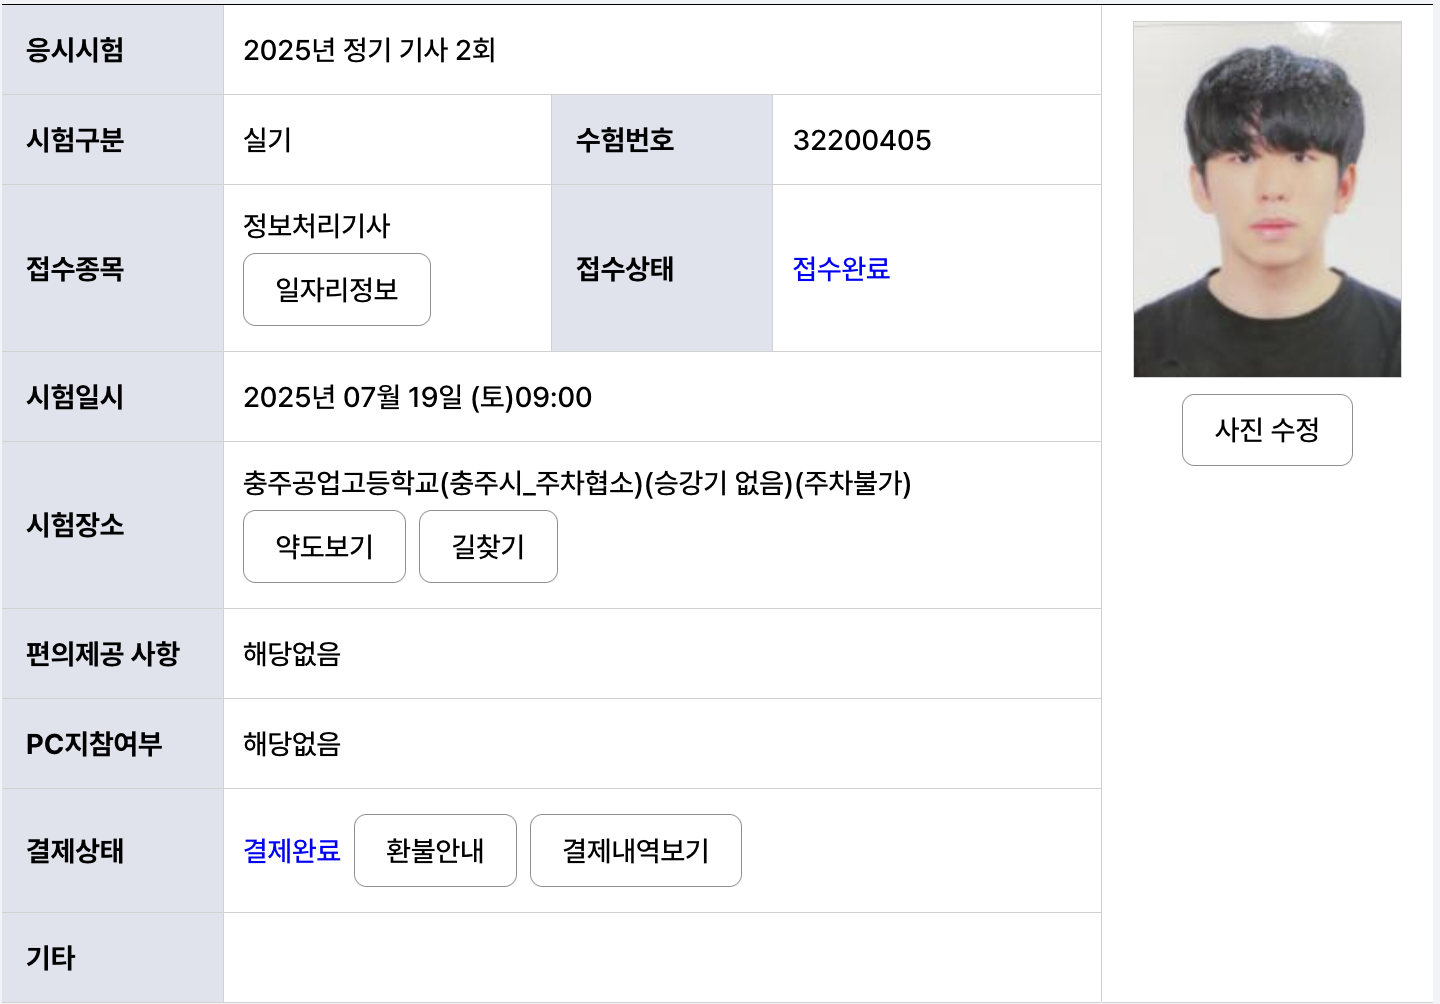 응시시험
2025년 정기 기사 2회
시험구분
실기
수험번호
32200405
접수종목
정보처리기사
일자리정보
접수상태
접수완료
시험일시
2025년 07월 19일 (토)09:00
시험장소
충주공업고등학교(충주시_주차협소)(승강기 없음)(주차불가)
약도보기
길찾기
편의제공 사항
해당없음
PC지참여부
해당없음
결제상태
결제완료
환불안내
결제내역보기
기타
사진 수정